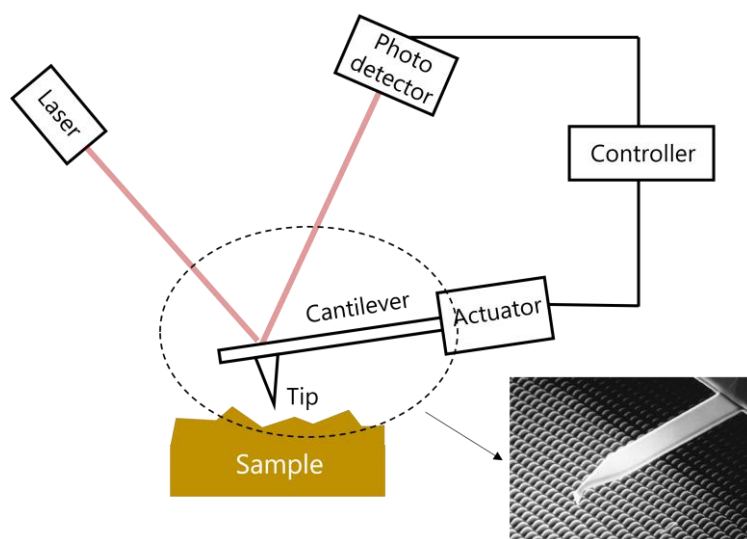 Laser
Photo
detector
Controller
Cantilever
Actuator
Tip
Sample